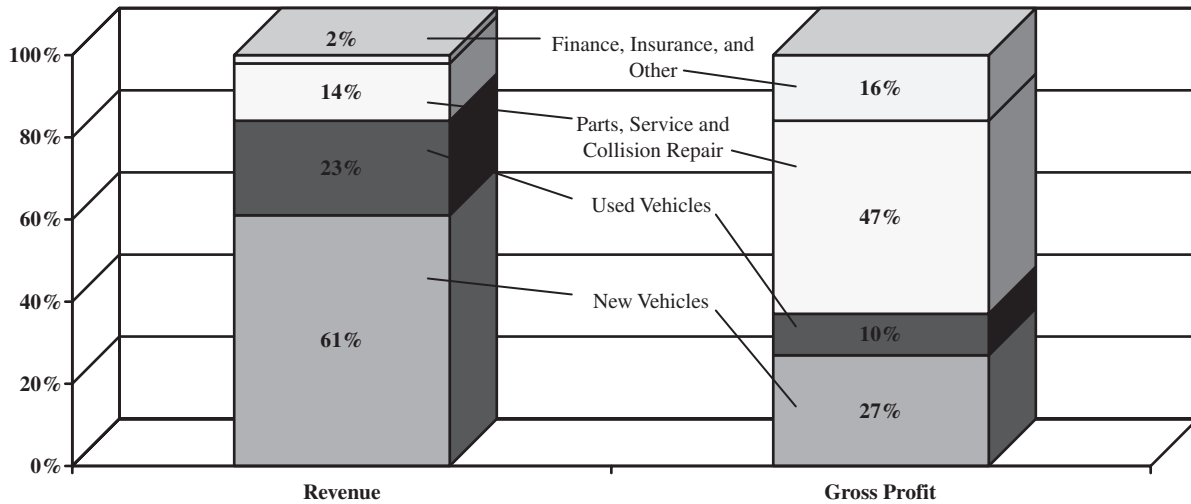 2%
Finance, Insurance, and
Other
100%
14%
16%
80%
Parts, Service and
Collision Repair
23%
60%
Used Vehicles
47%
40%
New Vehicles
61%
10%
20%
27%
0%
Revenue
Gross Profit